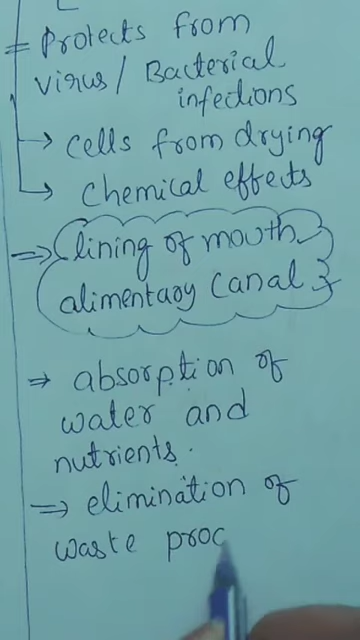 = Protects from
virus / Bacterial
infections
→ cells from drying
→ chemical effects
⇒ lining of mouth
alimentary canal }
⇒ absorption of
water and
nutrients.
⇒ elimination of
waste proc